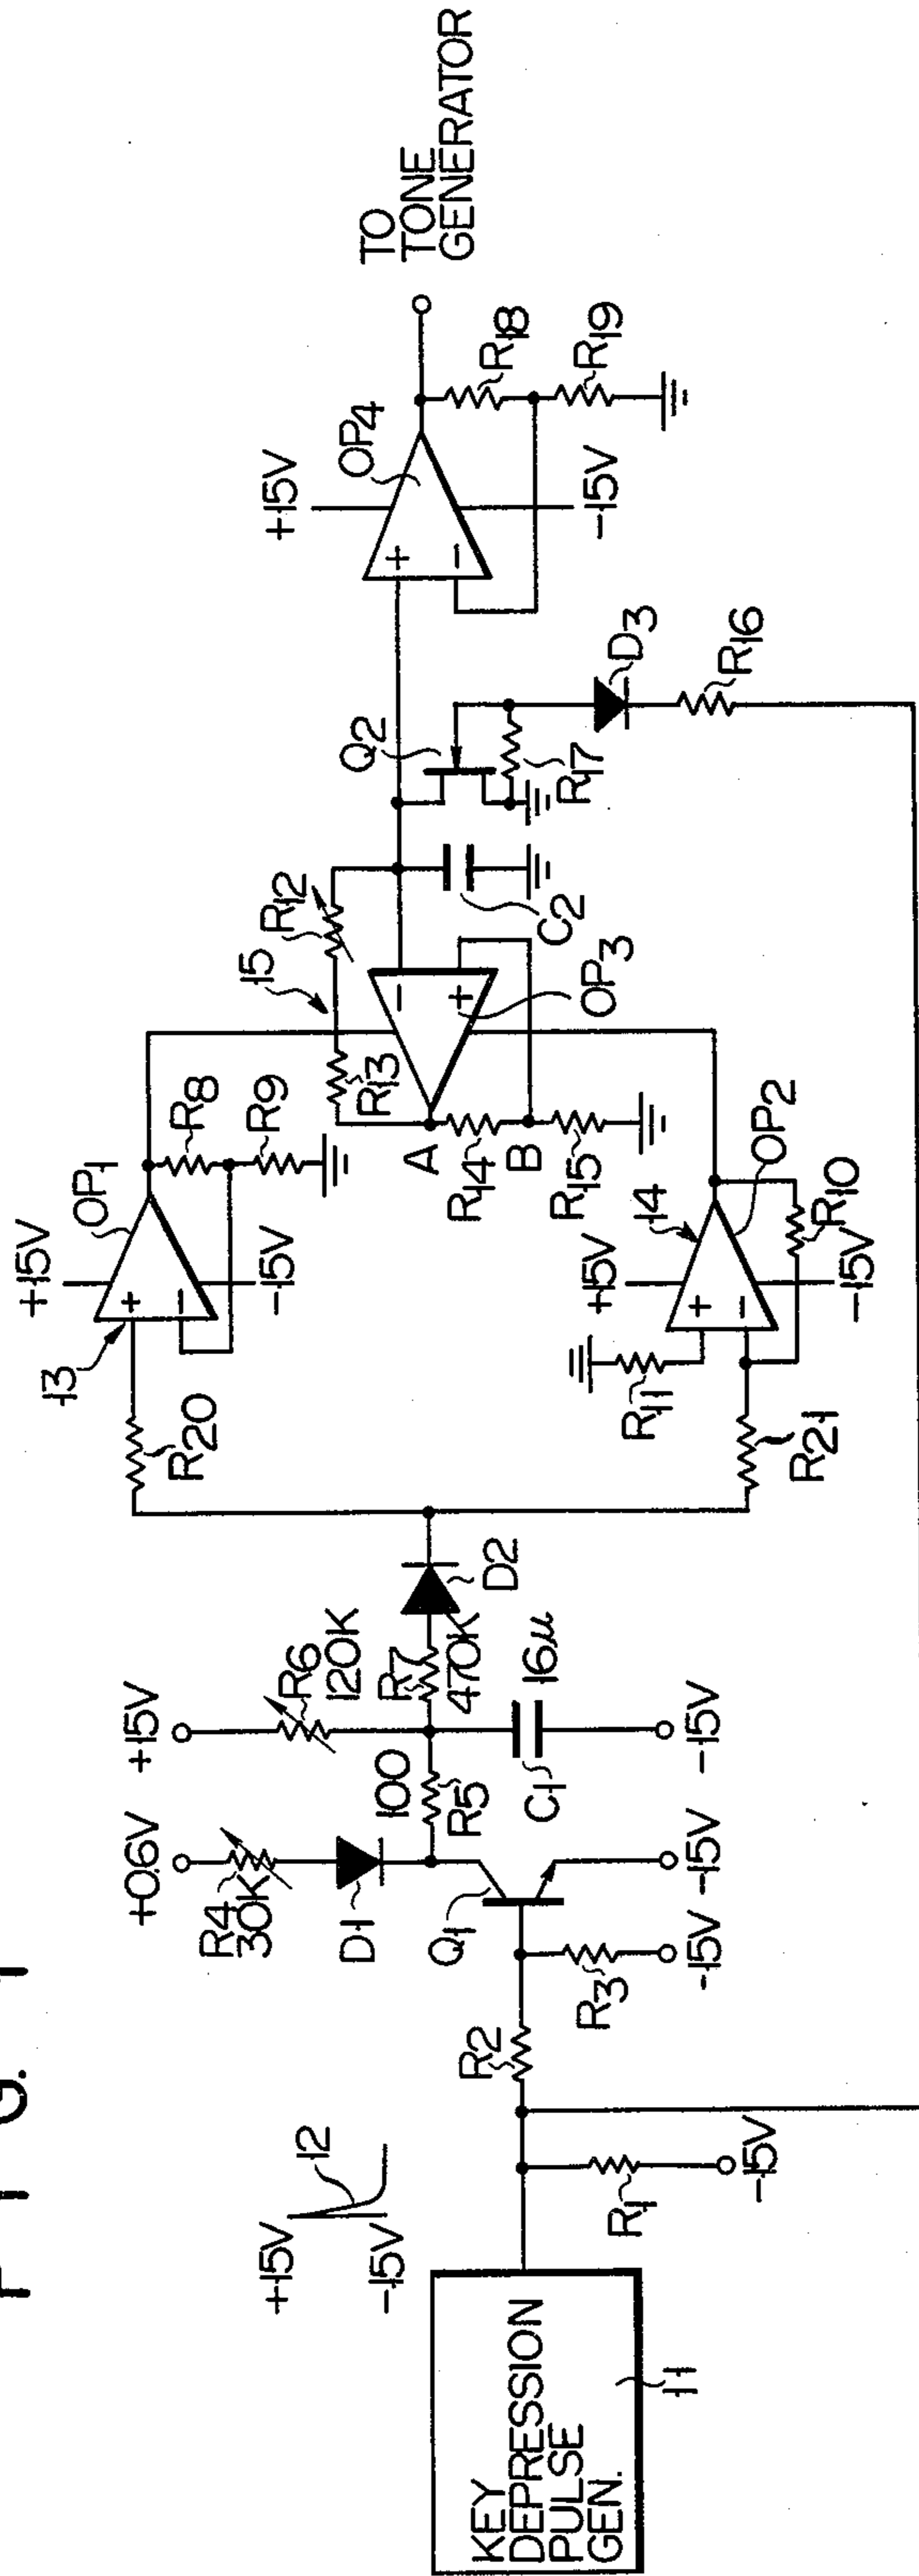 FIG. 1
+15V
-15V
12
KEY
DEPRESSION
PULSE
GEN.
11
R1
-15V
R2
R3
-15V
Q1
-15V
+0.6V
R4
30K
D1
100
R5
+15V
R6
120K
R7
470K
C1
16μ
-15V
D2
R20
13
+15V
OP1
+
-
-15V
R8
R9
R21
R11
+15V
14
+
-
OP2
R10
-15V
15
R12
R13
-
+
OP3
A
R14
B
R15
C2
Q2
R17
D3
R16
+15V
OP4
+
-
-15V
R18
R19
TO
TONE
GENERATOR